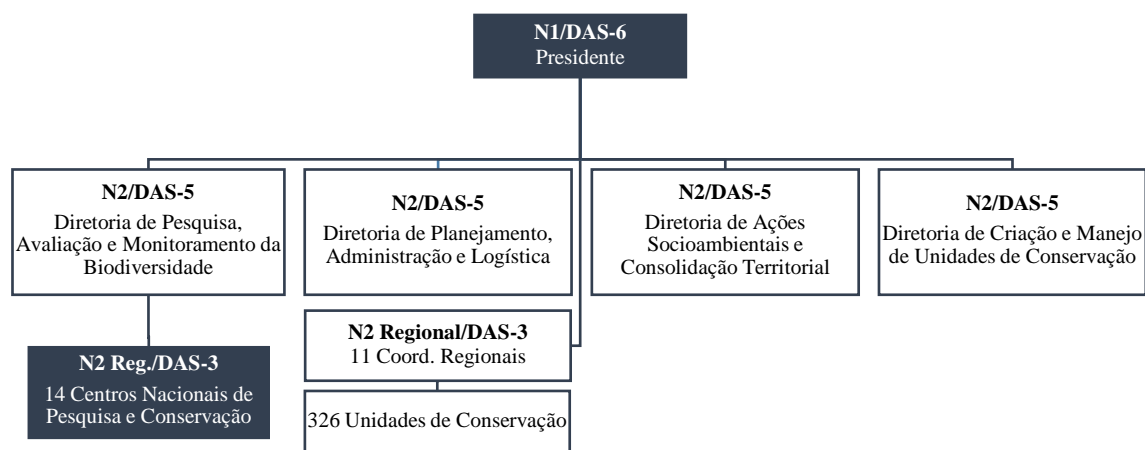 N1/DAS-6
Presidente
N2/DAS-5
Diretoria de Pesquisa,
Avaliação e Monitoramento da
Biodiversidade
N2/DAS-5
Diretoria de Planejamento,
Administração e Logística
N2/DAS-5
Diretoria de Ações
Socioambientais e
Consolidação Territorial
N2/DAS-5
Diretoria de Criação e Manejo
de Unidades de Conservação
N2 Reg./DAS-3
14 Centros Nacionais de
Pesquisa e Conservação
N2 Regional/DAS-3
11 Coord. Regionais
326 Unidades de Conservação